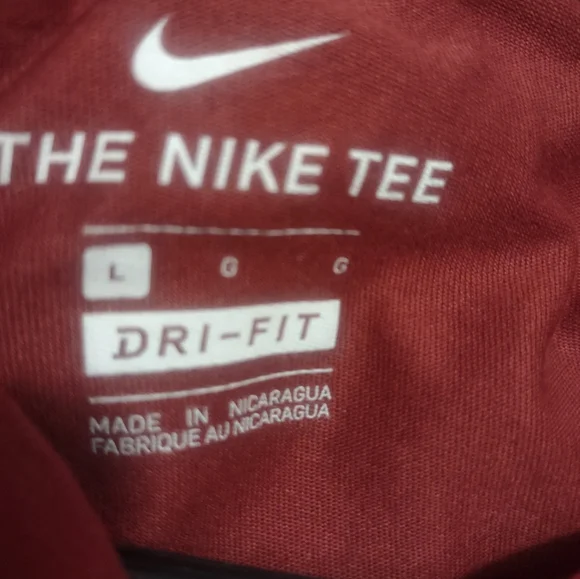 THE NIKE TEE
L G G
DRI-FIT
MADE IN NICARAGUA
FABRIQUE AU NICARAGUA